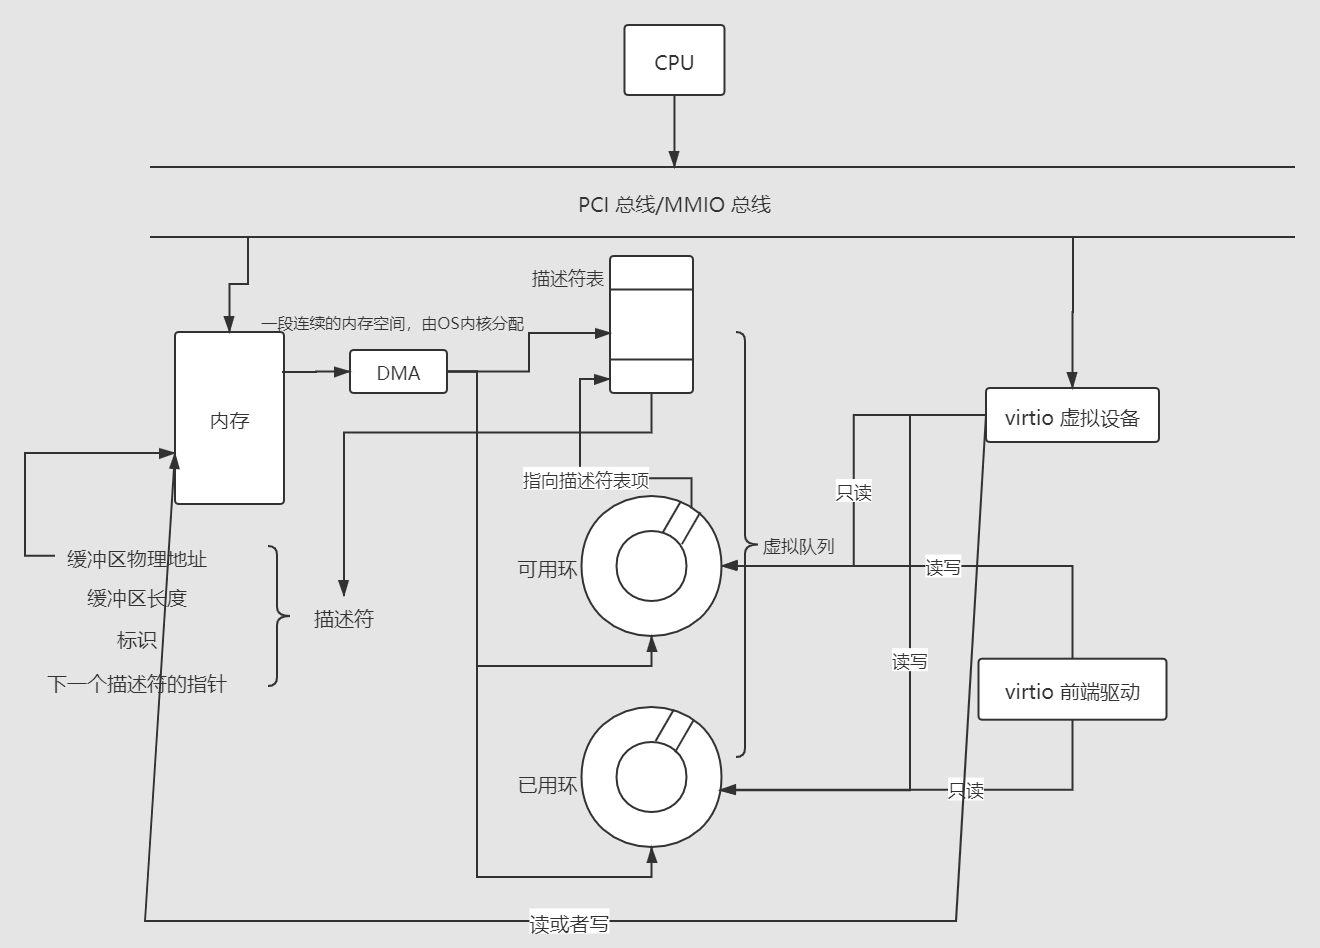 CPU
PCI 总线/MMIO 总线
描述符表
一段连续的内存空间，由OS内核分配
DMA
内存
virtio 虚拟设备
指向描述符表项
只读
虚拟队列
缓冲区物理地址
可用环
读写
缓冲区长度
描述符
标识
读写
下一个描述符的指针
virtio 前端驱动
已用环
只读
读或者写